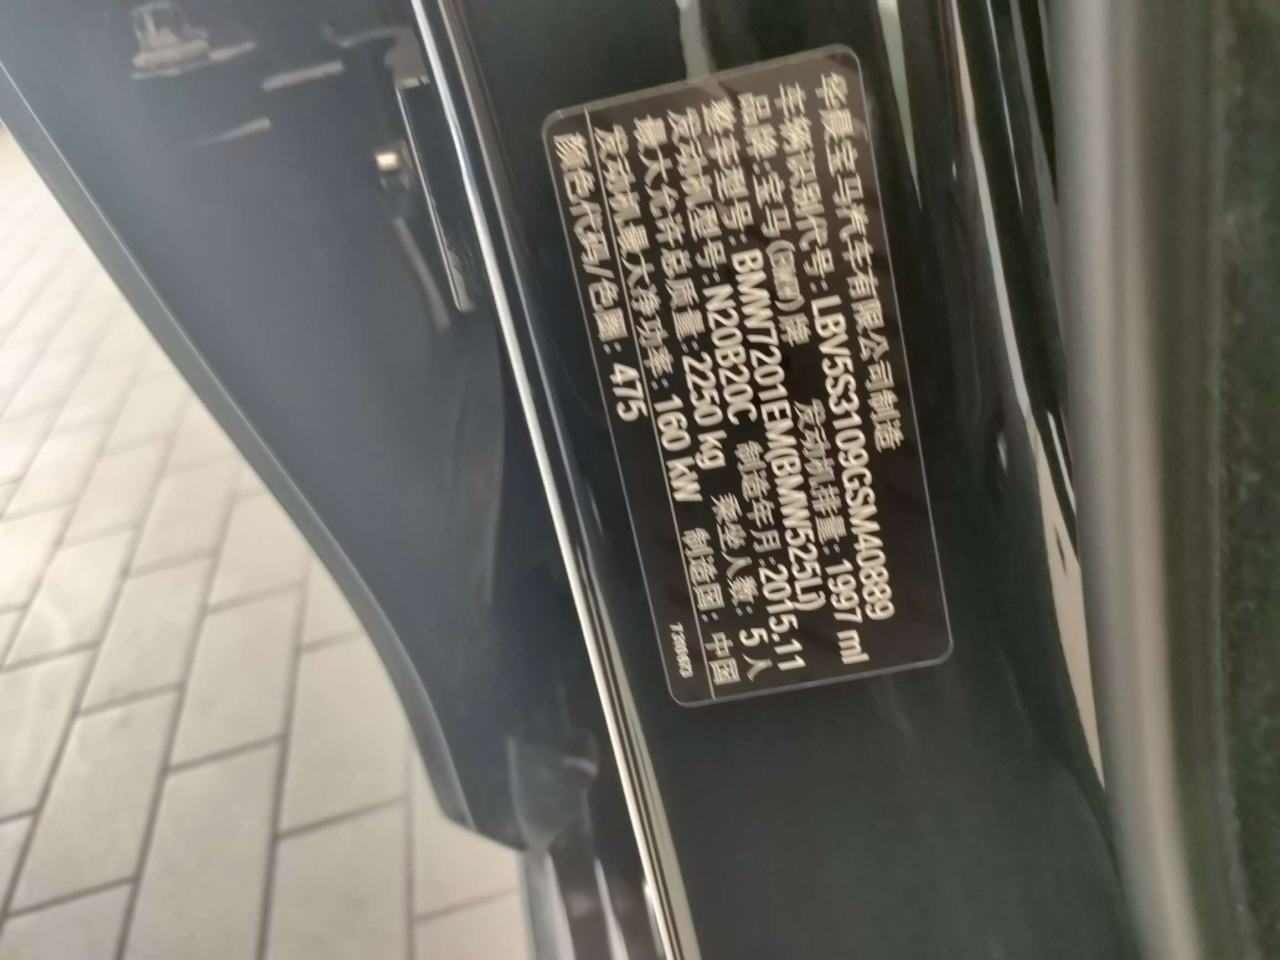 华晨宝马汽车有限公司制造
车辆识别代号:LBV5S3109GSM40889
品牌:宝马(BMW)牌 发动机排量:1997 ml
整车型号:BMW7201EM(BMW525Li)
发动机型号:N20B20C 制造年月:2015.11
最大允许总质量:2250 kg 乘坐人数:5人
发动机最大净功率:160 kW
颜色代码/色调:475 制造国:中国